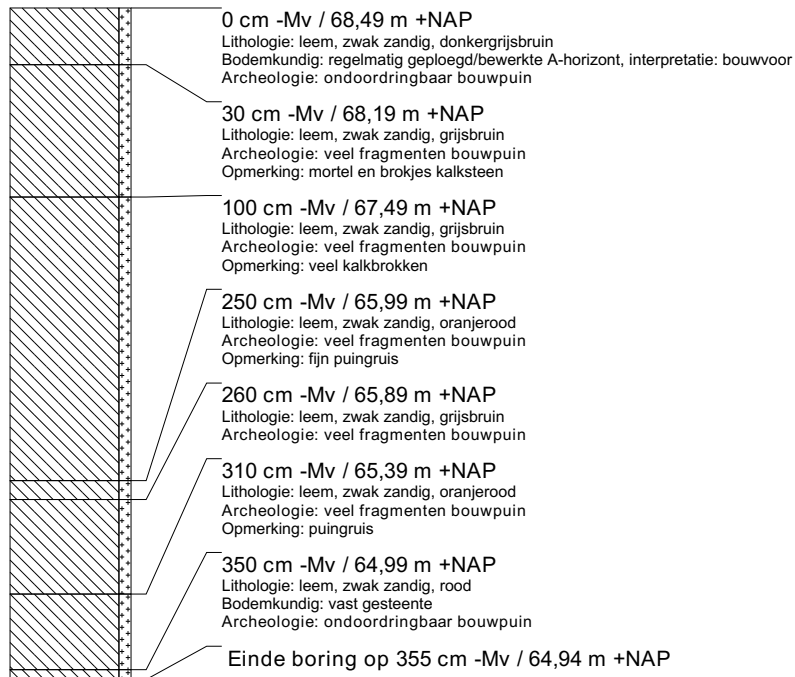 0 cm -Mv / 68,49 m +NAP
Lithologie: leem, zwak zandig, donkergrijsbruin
Bodemkundig: regelmatig geploegd/bewerkte A-horizont, interpretatie: bouwvoor
Archeologie: ondoordringbaar bouwpuin
30 cm -Mv / 68,19 m +NAP
Lithologie: leem, zwak zandig, grijsbruin
Archeologie: veel fragmenten bouwpuin
Opmerking: mortel en brokjes kalksteen
100 cm -Mv / 67,49 m +NAP
Lithologie: leem, zwak zandig, grijsbruin
Archeologie: veel fragmenten bouwpuin
Opmerking: veel kalkbrokken
250 cm -Mv / 65,99 m +NAP
Lithologie: leem, zwak zandig, oranjerood
Archeologie: veel fragmenten bouwpuin
Opmerking: fijn puingruis
260 cm -Mv / 65,89 m +NAP
Lithologie: leem, zwak zandig, grijsbruin
Archeologie: veel fragmenten bouwpuin
310 cm -Mv / 65,39 m +NAP
Lithologie: leem, zwak zandig, oranjerood
Archeologie: veel fragmenten bouwpuin
Opmerking: puingruis
350 cm -Mv / 64,99 m +NAP
Lithologie: leem, zwak zandig, rood
Bodemkundig: vast gesteente
Archeologie: ondoordringbaar bouwpuin
Einde boring op 355 cm -Mv / 64,94 m +NAP